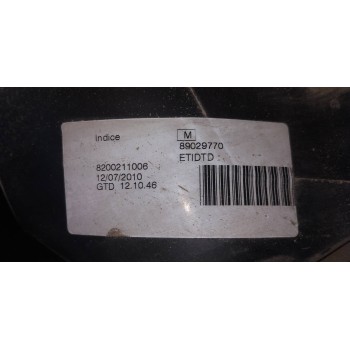 Indice M
89029770
ETIDTD :
8200211006
12/07/2010
GTD 12.10.46